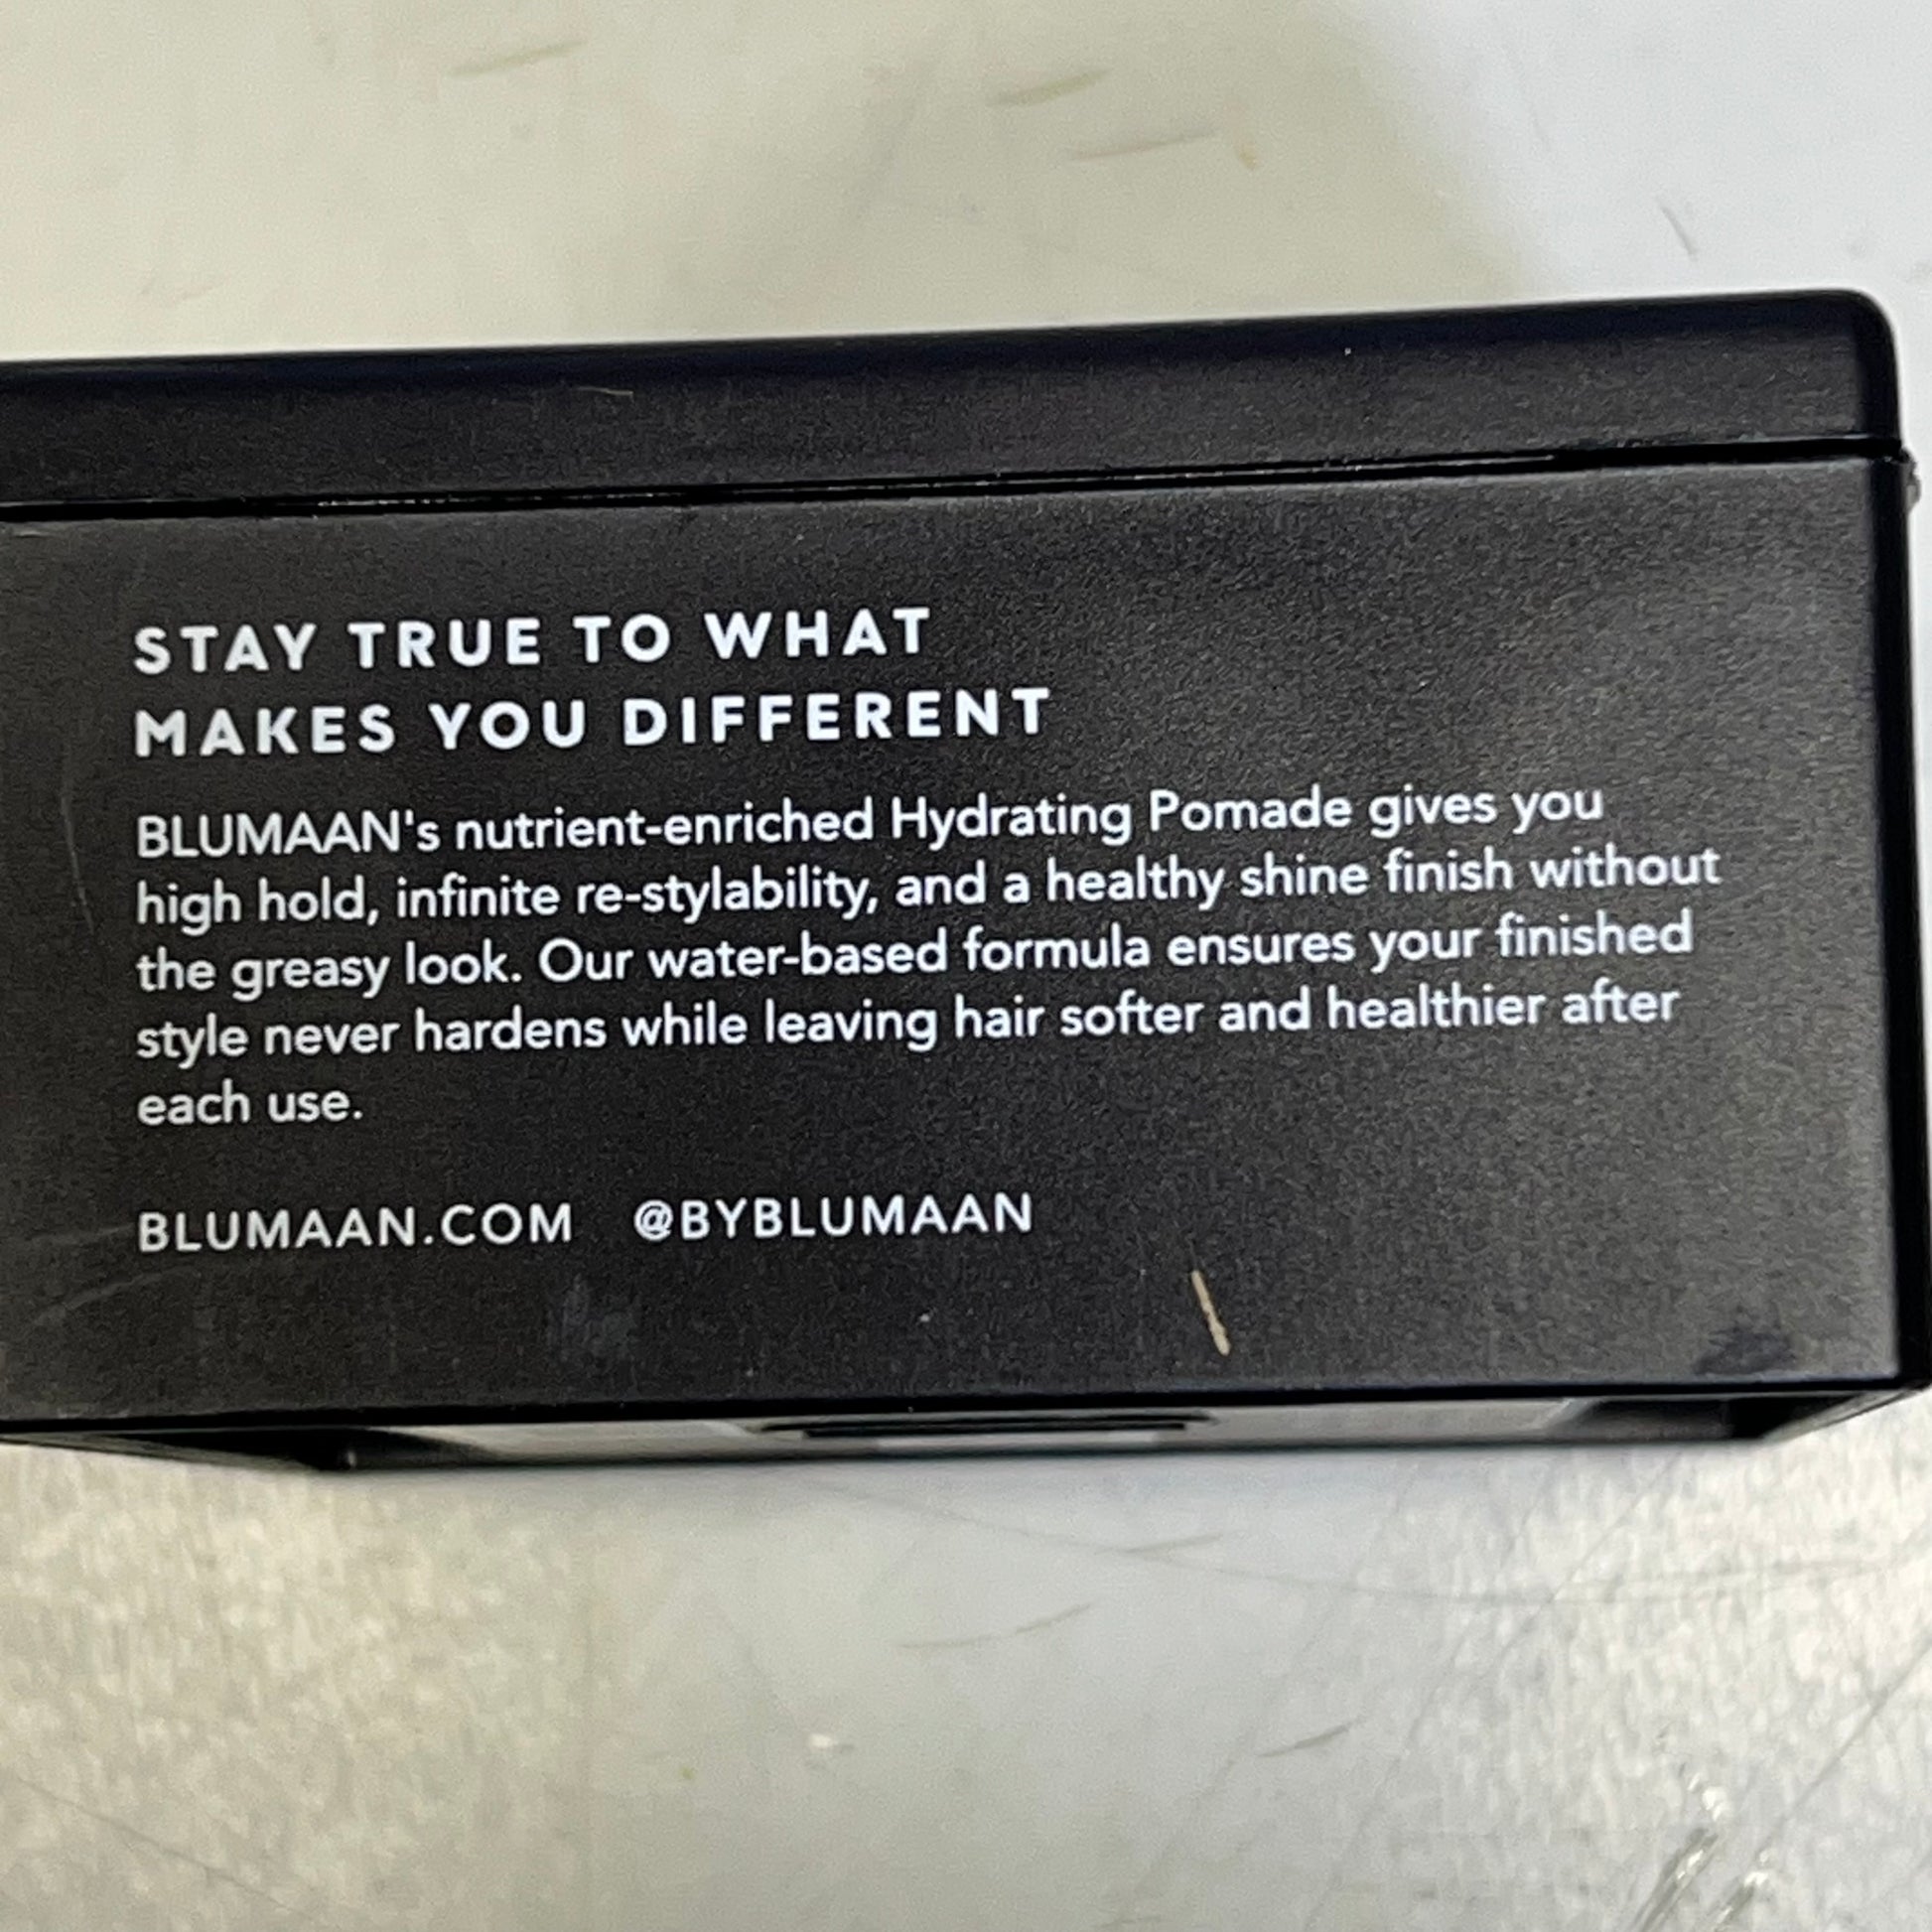 STAY TRUE TO WHAT
MAKES YOU DIFFERENT
BLUMAAN's nutrient-enriched Hydrating Pomade gives you
high hold, infinite re-stylability, and a healthy shine finish without
the greasy look. Our water-based formula ensures your finished
style never hardens while leaving hair softer and healthier after
each use.
BLUMAAN.COM @BYBLUMAAN